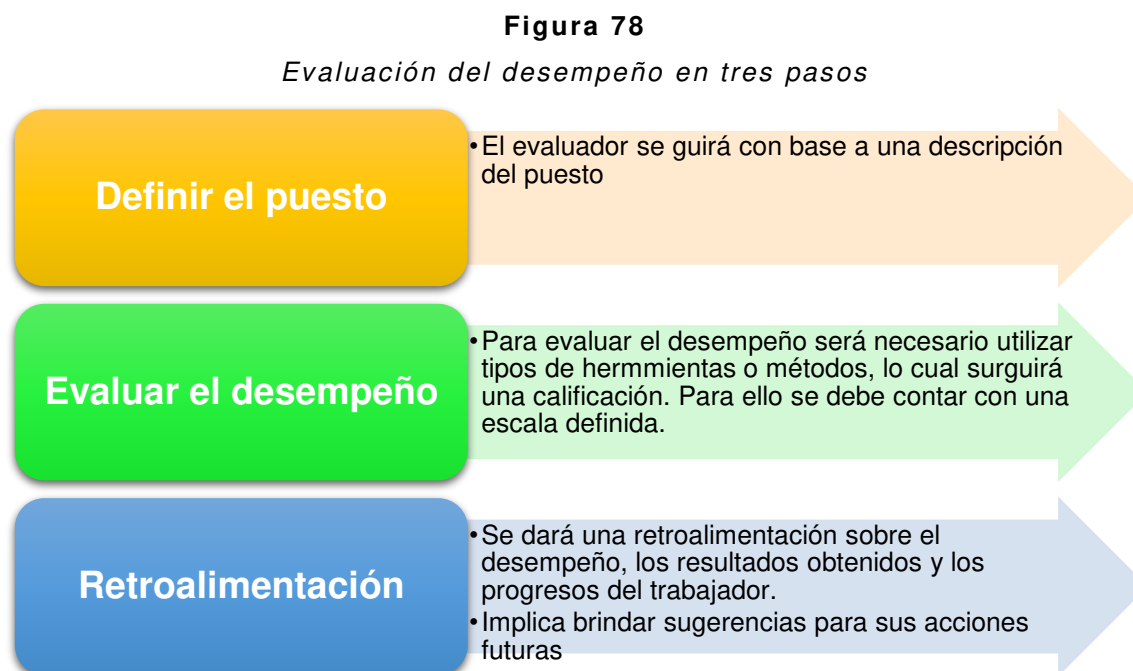 Figura 78
Evaluación del desempeño en tres pasos
Definir el puesto
•El evaluador se guirá con base a una descripción
del puesto
Evaluar el desempeño
•Para evaluar el desempeño será necesario utilizar
tipos de hermmientas o métodos, lo cual surguirá
una calificación. Para ello se debe contar con una
escala definida.
Retroalimentación
•Se dará una retroalimentación sobre el
desempeño, los resultados obtenidos y los
progresos del trabajador.
•Implica brindar sugerencias para sus acciones
futuras